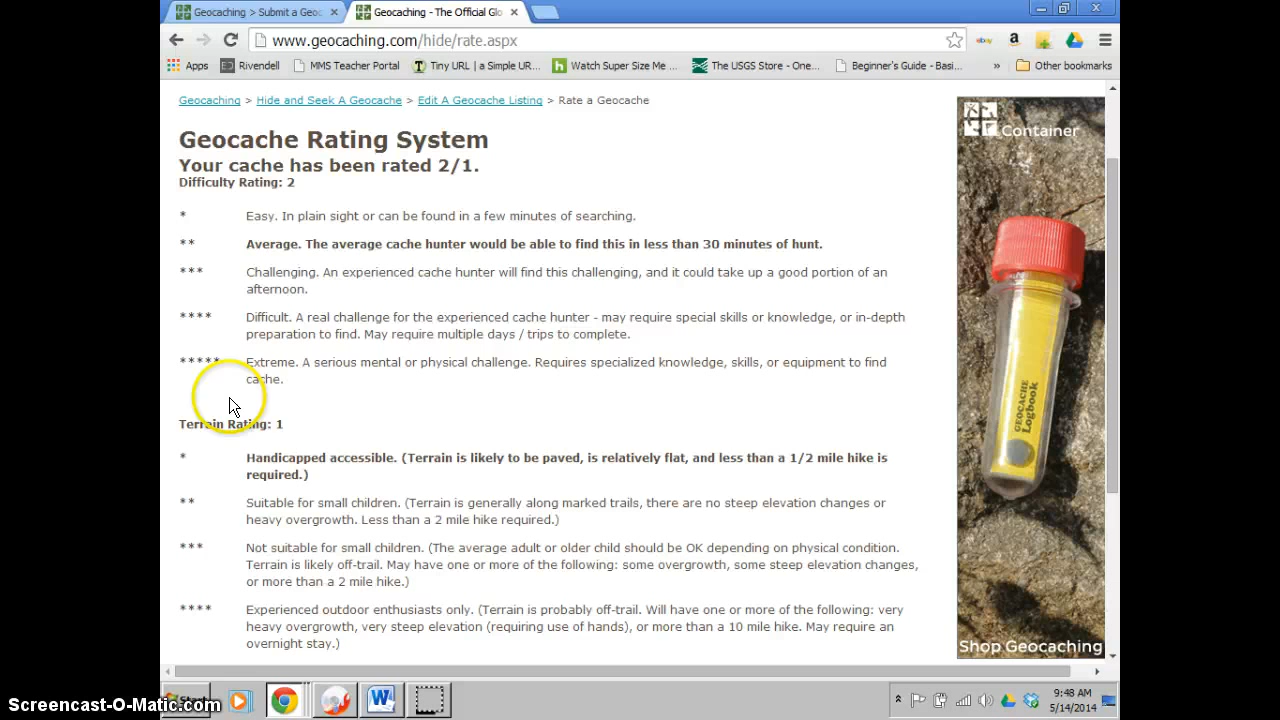 Geocaching > Submit a Geoc
Geocaching - The Official Glo
www.geocaching.com/hide/rate.aspx
Apps Rivendell MMS Teacher Portal Tiny URL | a Simple UR... Watch Super Size Me ... The USGS Store - One... Beginner's Guide - Basi... » Other bookmarks
Geocaching > Hide and Seek A Geocache > Edit A Geocache Listing > Rate a Geocache
Geocache Rating System
Your cache has been rated 2/1.
Difficulty Rating: 2
* Easy. In plain sight or can be found in a few minutes of searching.
** Average. The average cache hunter would be able to find this in less than 30 minutes of hunt.
*** Challenging. An experienced cache hunter will find this challenging, and it could take up a good portion of an
afternoon.
**** Difficult. A real challenge for the experienced cache hunter - may require special skills or knowledge, or in-depth
preparation to find. May require multiple days / trips to complete.
***** Extreme. A serious mental or physical challenge. Requires specialized knowledge, skills, or equipment to find
cache.
Terrain Rating: 1
* Handicapped accessible. (Terrain is likely to be paved, is relatively flat, and less than a 1/2 mile hike is
required.)
** Suitable for small children. (Terrain is generally along marked trails, there are no steep elevation changes or
heavy overgrowth. Less than a 2 mile hike required.)
*** Not suitable for small children. (The average adult or older child should be OK depending on physical condition.
Terrain is likely off-trail. May have one or more of the following: some overgrowth, some steep elevation changes,
or more than a 2 mile hike.)
**** Experienced outdoor enthusiasts only. (Terrain is probably off-trail. Will have one or more of the following: very
heavy overgrowth, very steep elevation (requiring use of hands), or more than a 10 mile hike. May require an
overnight stay.)
Container
GEOCACHE
Logbook
Shop Geocaching
ebay
a
Screencast-O-Matic.com
9:48 AM
5/14/2014